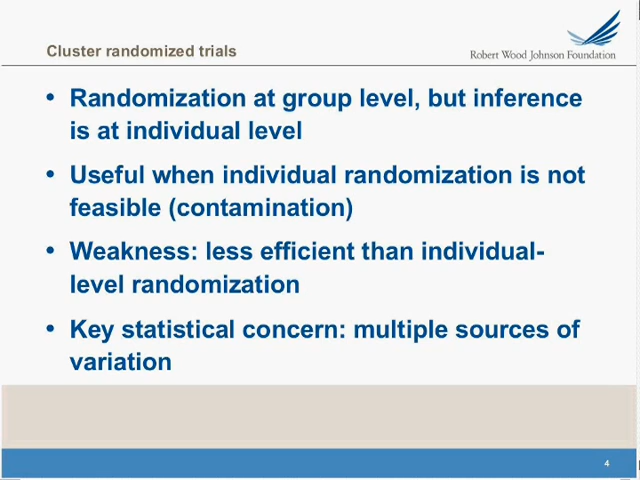 Cluster randomized trials
Robert Wood Johnson Foundation
• Randomization at group level, but inference
is at individual level
• Useful when individual randomization is not
feasible (contamination)
• Weakness: less efficient than individual-
level randomization
• Key statistical concern: multiple sources of
variation
4